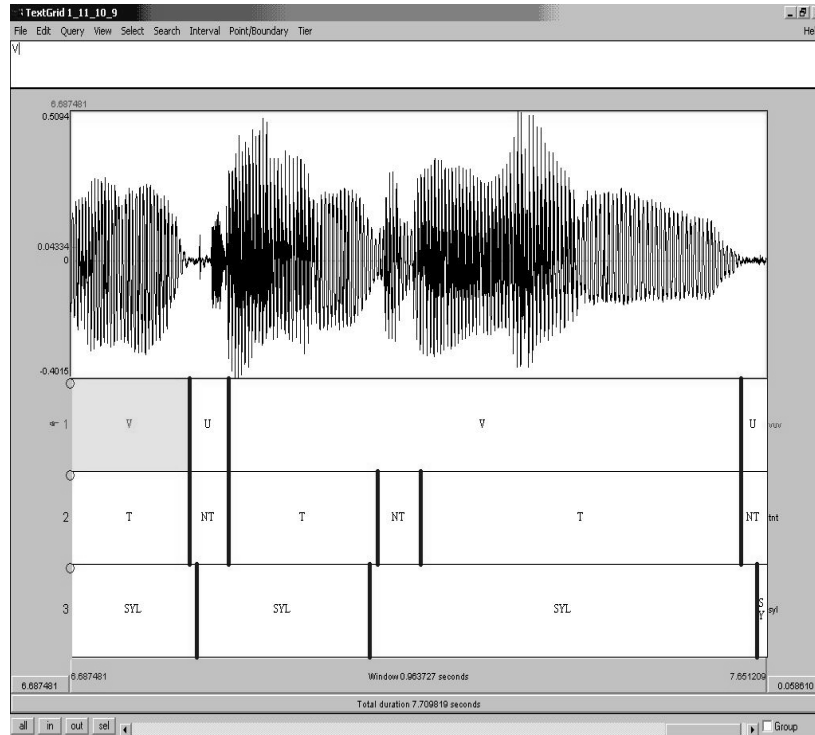 TextGrid 1_11_10_9
File Edit Query View Select Search Interval Point/Boundary Tier Hel
V
6.687481
0.5094
0.04334
0
-0.4015
1 V U V U vuv
2 T NT T NT T NT tnt
3 SYL SYL SYL SY syl
6.687481 6.687481 Window 0.963727 seconds 7.651209 0.058610
Total duration 7.709819 seconds
all in out sel Group